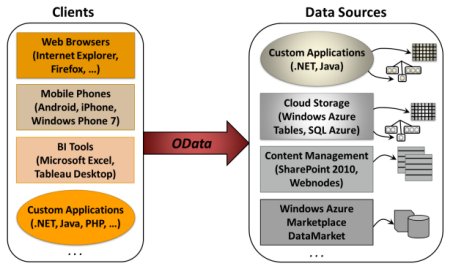 Clients
Web Browsers
(Internet Explorer,
Firefox, …)
Mobile Phones
(Android, iPhone,
Windows Phone 7)
BI Tools
(Microsoft Excel,
Tableau Desktop)
Custom Applications
(.NET, Java, PHP, …)
...
OData
Data Sources
Custom Applications
(.NET, Java)
Cloud Storage
(Windows Azure
Tables, SQL Azure)
Content Management
(SharePoint 2010,
Webnodes)
Windows Azure
Marketplace
DataMarket
...